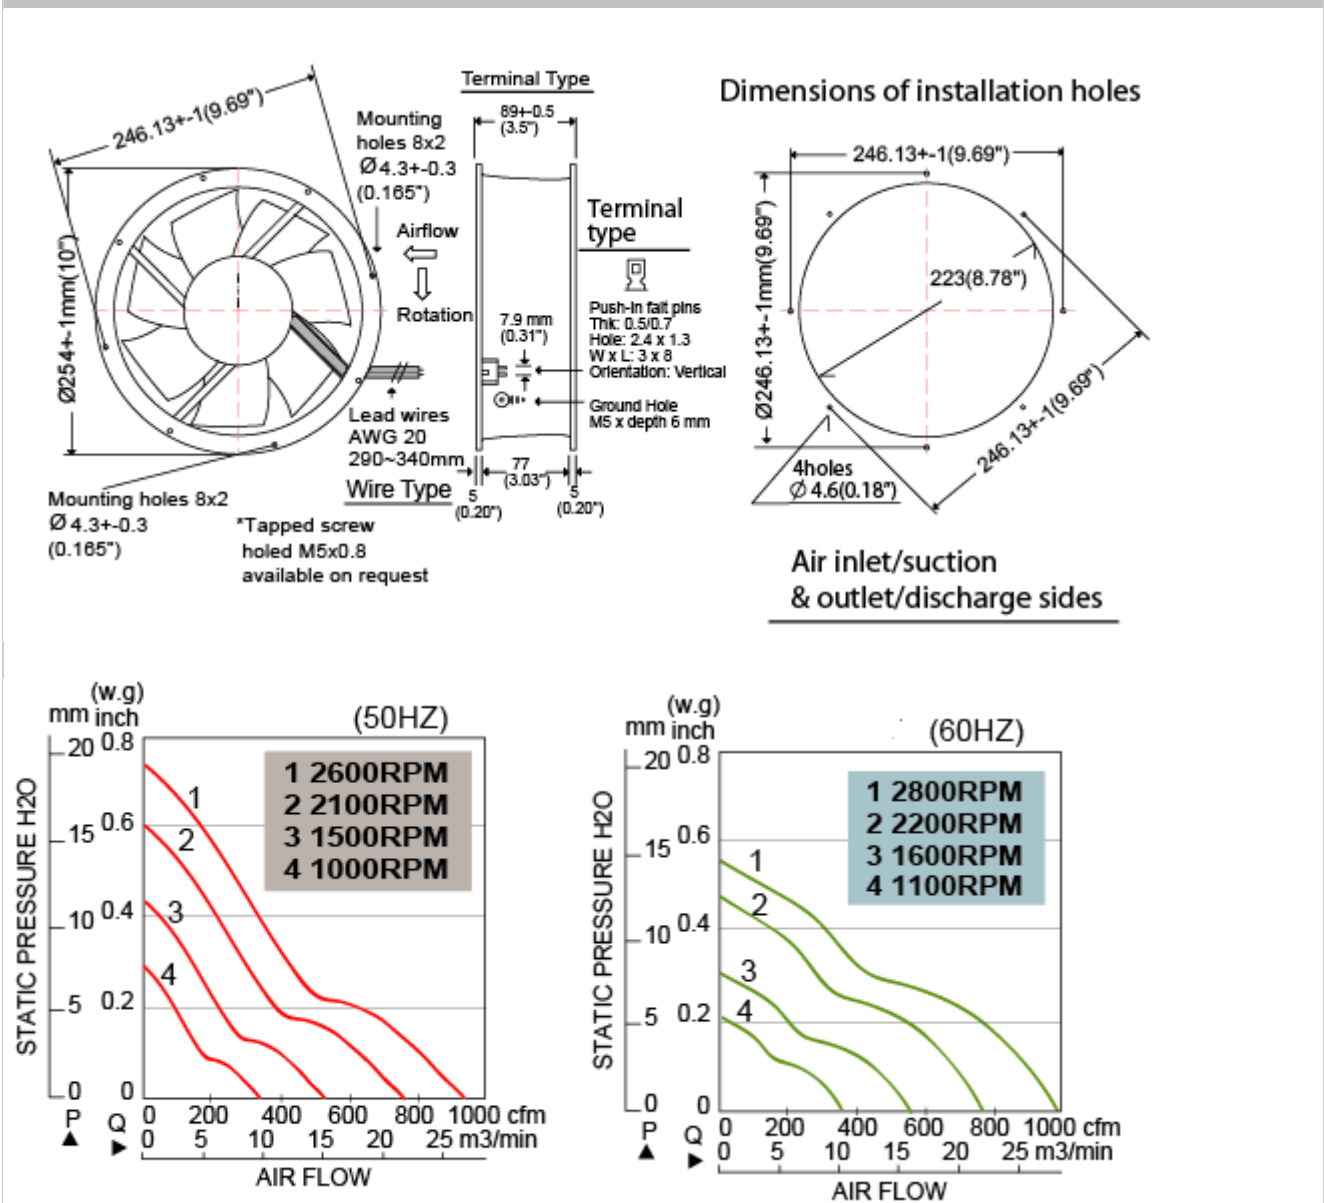 Terminal Type
246.13+-1(9.69")
89+-0.5
(3.5")
Mounting
holes 8x2
Ø4.3+-0.3
(0.165")
Airflow
Rotation
Ø254+-1mm(10")
Terminal
type
Push-in falt pins
Thk: 0.5/0.7
Hole: 2.4 x 1.3
W x L: 3 x 8
Orientation: Vertical
7.9 mm
(0.31")
Ground Hole
M5 x depth 6 mm
Lead wires
AWG 20
290~340mm
Wire Type
77
(3.03")
5
(0.20")
5
(0.20")
Mounting holes 8x2
Ø4.3+-0.3
(0.165")
*Tapped screw
holed M5x0.8
available on request
Dimensions of installation holes
246.13+-1(9.69")
Ø246.13+-1mm(9.69")
223(8.78")
246.13+-1(9.69")
4holes
Ø 4.6(0.18")
Air inlet/suction
& outlet/discharge sides
(w.g)
mm inch
(50HZ)
STATIC PRESSURE H2O
20 0.8
15 0.6
10 0.4
5 0.2
0 0
1 2600RPM
2 2100RPM
3 1500RPM
4 1000RPM
1
2
3
4
P
Q
0 200 400 600 800 1000 cfm
0 5 10 15 20 25 m3/min
AIR FLOW
(w.g)
mm inch
(60HZ)
STATIC PRESSURE H2O
20 0.8
15 0.6
10 0.4
5 0.2
0 0
1 2800RPM
2 2200RPM
3 1600RPM
4 1100RPM
1
2
3
4
P
Q
0 200 400 600 800 1000 cfm
0 5 10 15 20 25 m3/min
AIR FLOW